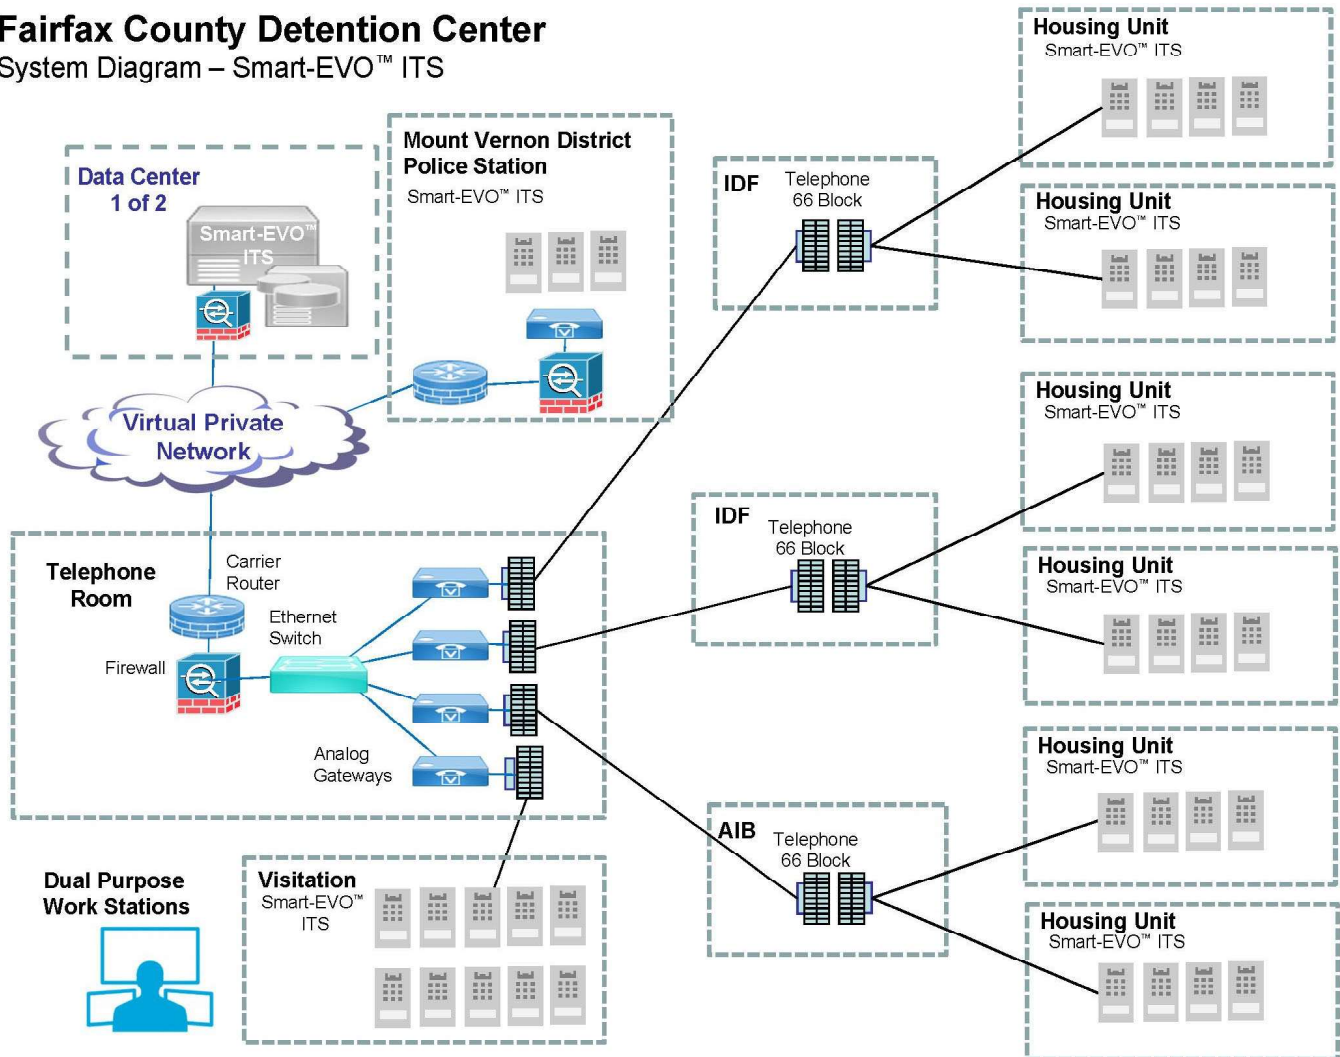 Fairfax County Detention Center
System Diagram – Smart-EVO™ ITS
Data Center
1 of 2
Smart-EVO™
ITS
Mount Vernon District
Police Station
Smart-EVO™ ITS
Virtual Private
Network
Telephone
Room
Carrier
Router
Ethernet
Switch
Firewall
Analog
Gateways
Dual Purpose
Work Stations
Visitation
Smart-EVO™
ITS
IDF
Telephone
66 Block
IDF
Telephone
66 Block
AIB
Telephone
66 Block
Housing Unit
Smart-EVO™ ITS
Housing Unit
Smart-EVO™ ITS
Housing Unit
Smart-EVO™ ITS
Housing Unit
Smart-EVO™ ITS
Housing Unit
Smart-EVO™ ITS
Housing Unit
Smart-EVO™ ITS